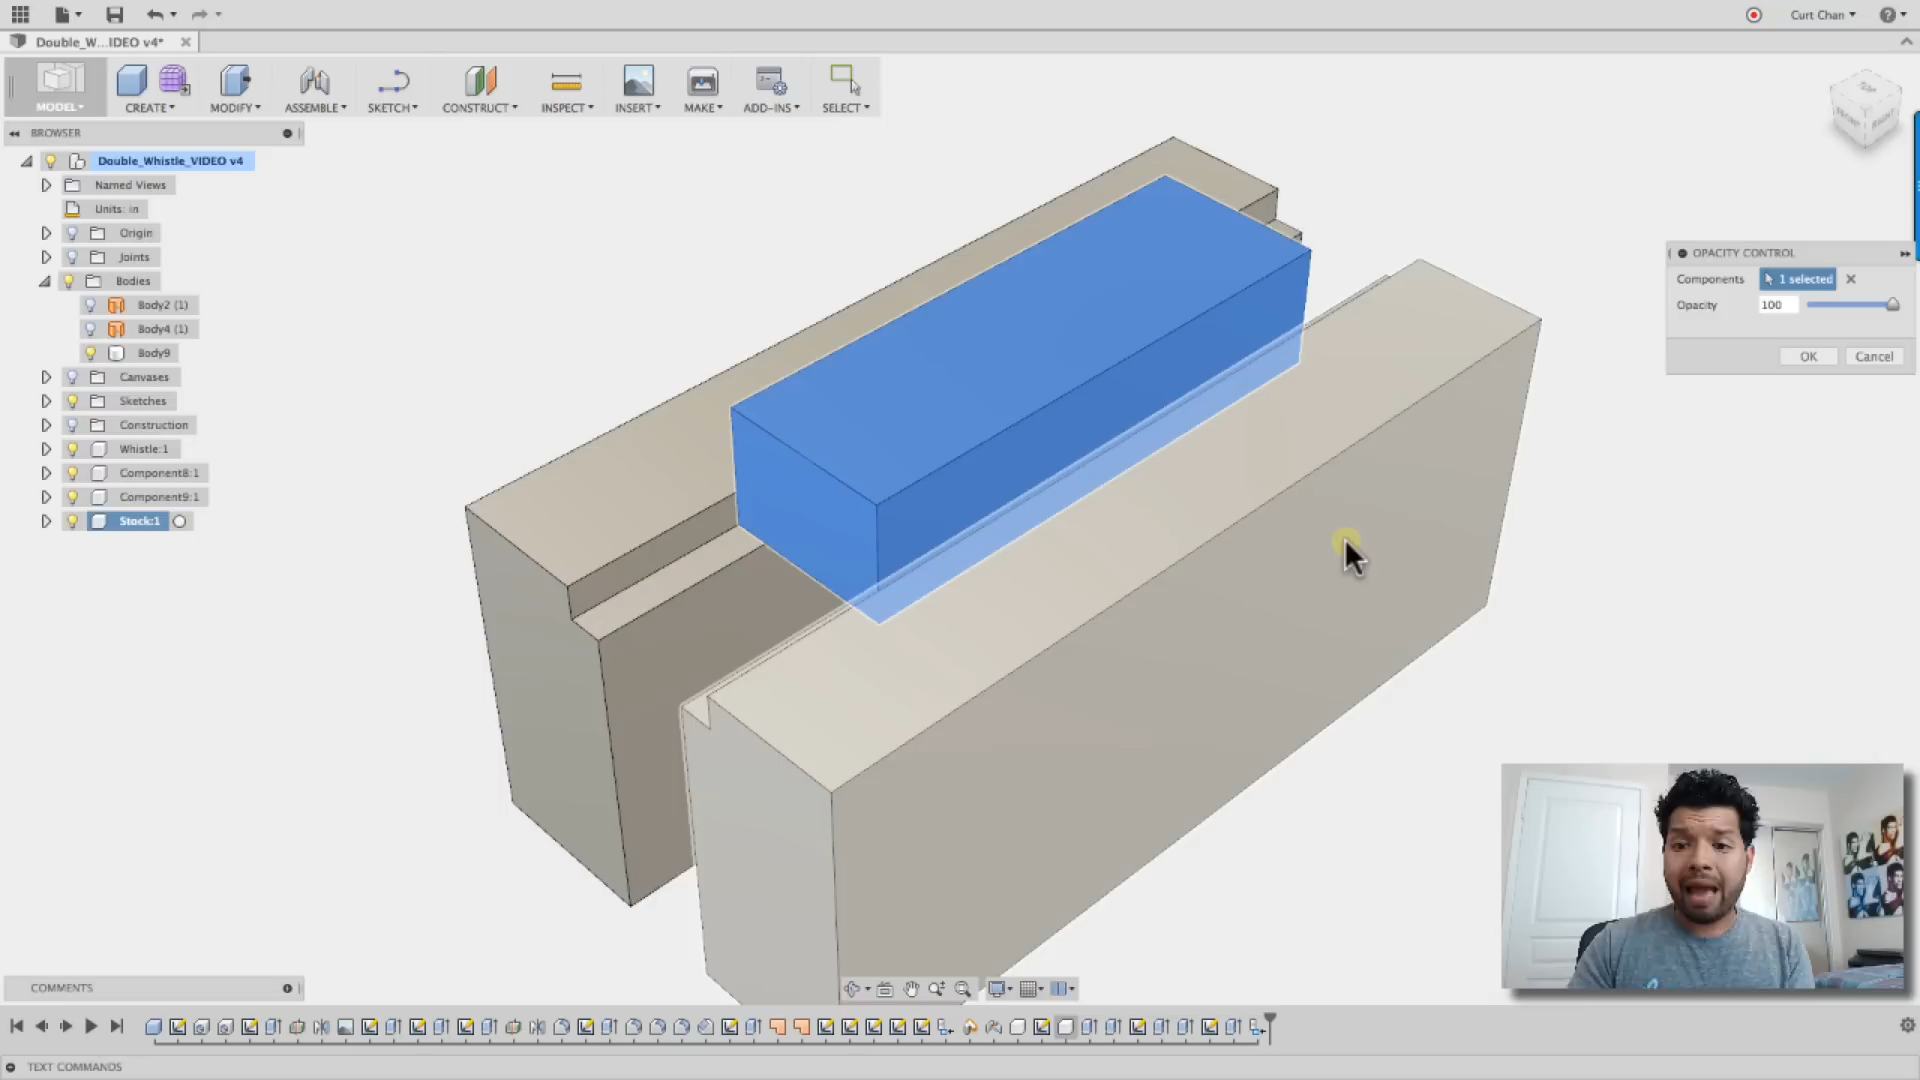 Curt Chan
Double_W...IDEO v4*
MODEL
CREATE
MODIFY
ASSEMBLE
SKETCH
CONSTRUCT
INSPECT
INSERT
MAKE
ADD-INS
SELECT
BROWSER
Double_Whistle_VIDEO v4
Named Views
Units: in
Origin
Joints
Bodies
Body2 (1)
Body4 (1)
Body9
Canvases
Sketches
Construction
Whistle:1
Component8:1
Component9:1
Stock:1
FRONT
RIGHT
OPACITY CONTROL
Components 1 selected
Opacity 100
OK Cancel
COMMENTS
TEXT COMMANDS